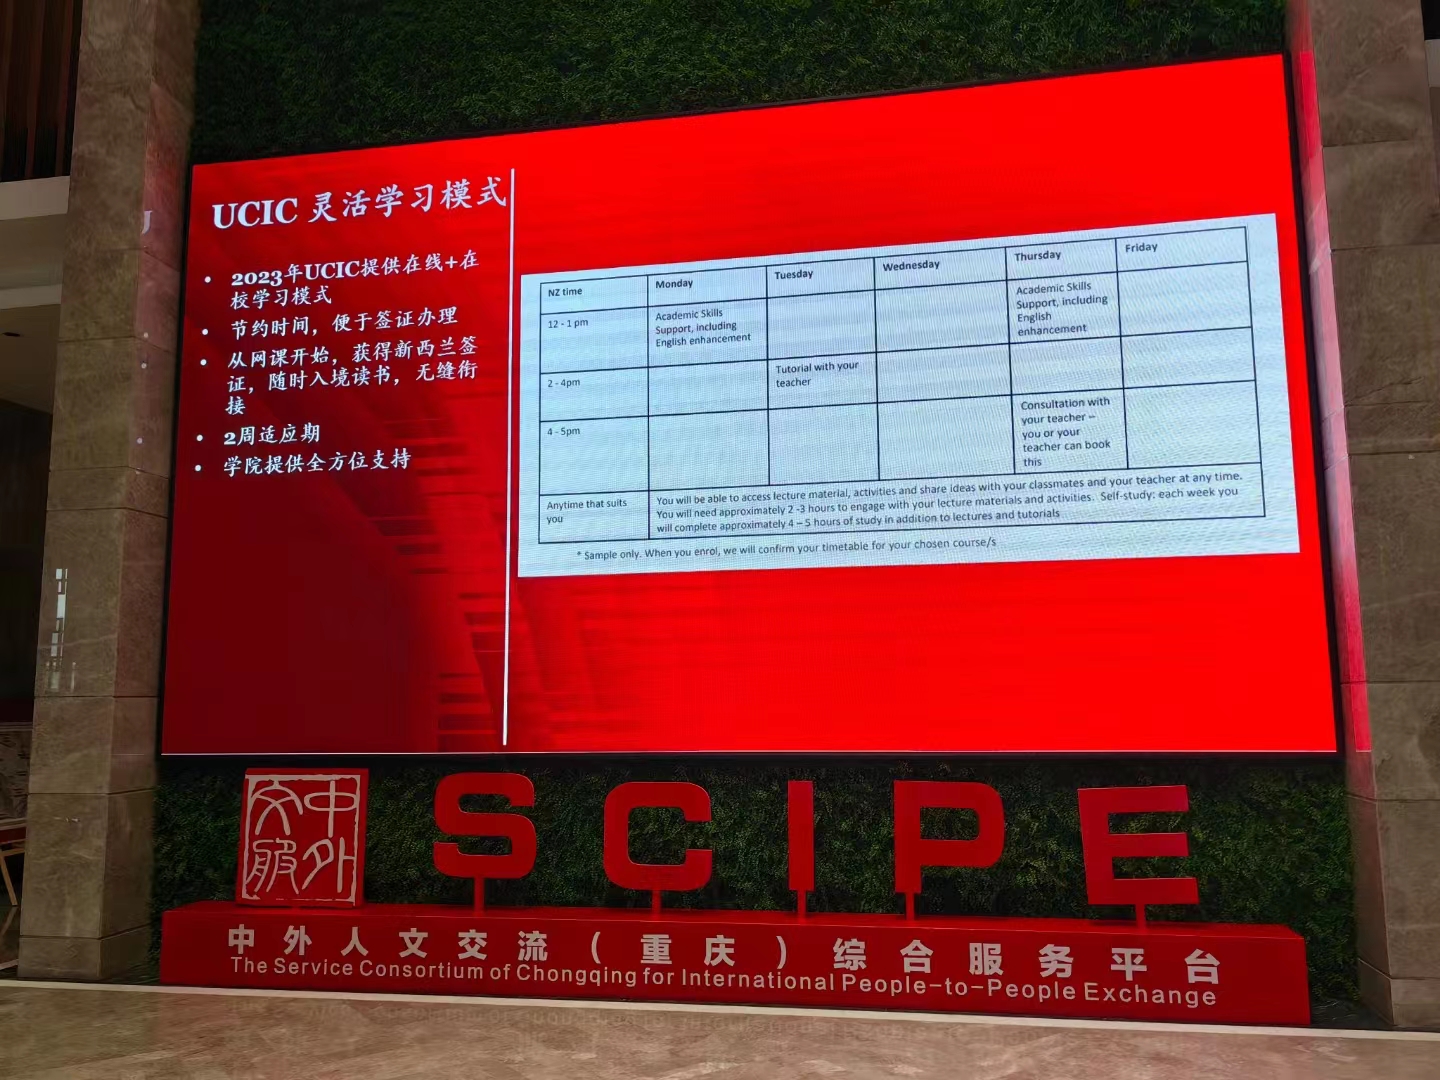 UCIC 灵活学习模式
• 2023年UCIC提供在线+在
校学习模式
• 节约时间，便于签证办理
• 从网课开始，获得新西兰签
证，随时入境读书，无缝衔
接
• 2周适应期
• 学院提供全方位支持
NZ time
Monday
Tuesday
Wednesday
Thursday
Friday
12 - 1 pm
Academic Skills
Support, including
English enhancement
Academic Skills
Support, including
English
enhancement
2 - 4pm
Tutorial with your
teacher
4 - 5pm
Consultation with
your teacher –
you or your
teacher can book
this
Anytime that suits
you
You will be able to access lecture material, activities and share ideas with your classmates and your teacher at any time.
You will need approximately 2 -3 hours to engage with your lecture materials and activities. Self-study: each week you
will complete approximately 4 – 5 hours of study in addition to lectures and tutorials
* Sample only. When you enrol, we will confirm your timetable for your chosen course/s
中外
文服
SCIPE
中外人文交流（重庆）综合服务平台
The Service Consortium of Chongqing for International People-to-People Exchange